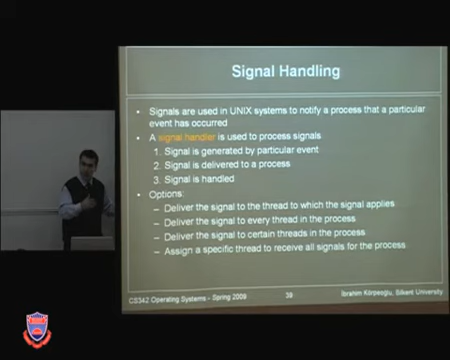 Signal Handling
Signals are used in UNIX systems to notify a process that a particular
event has occurred
A signal handler is used to process signals
1. Signal is generated by particular event
2. Signal is delivered to a process
3. Signal is handled
Options:
– Deliver the signal to the thread to which the signal applies
– Deliver the signal to every thread in the process
– Deliver the signal to certain threads in the process
– Assign a specific thread to receive all signals for the process
CS342 Operating Systems - Spring 2009
39
İbrahim Körpeoğlu, Bilkent University